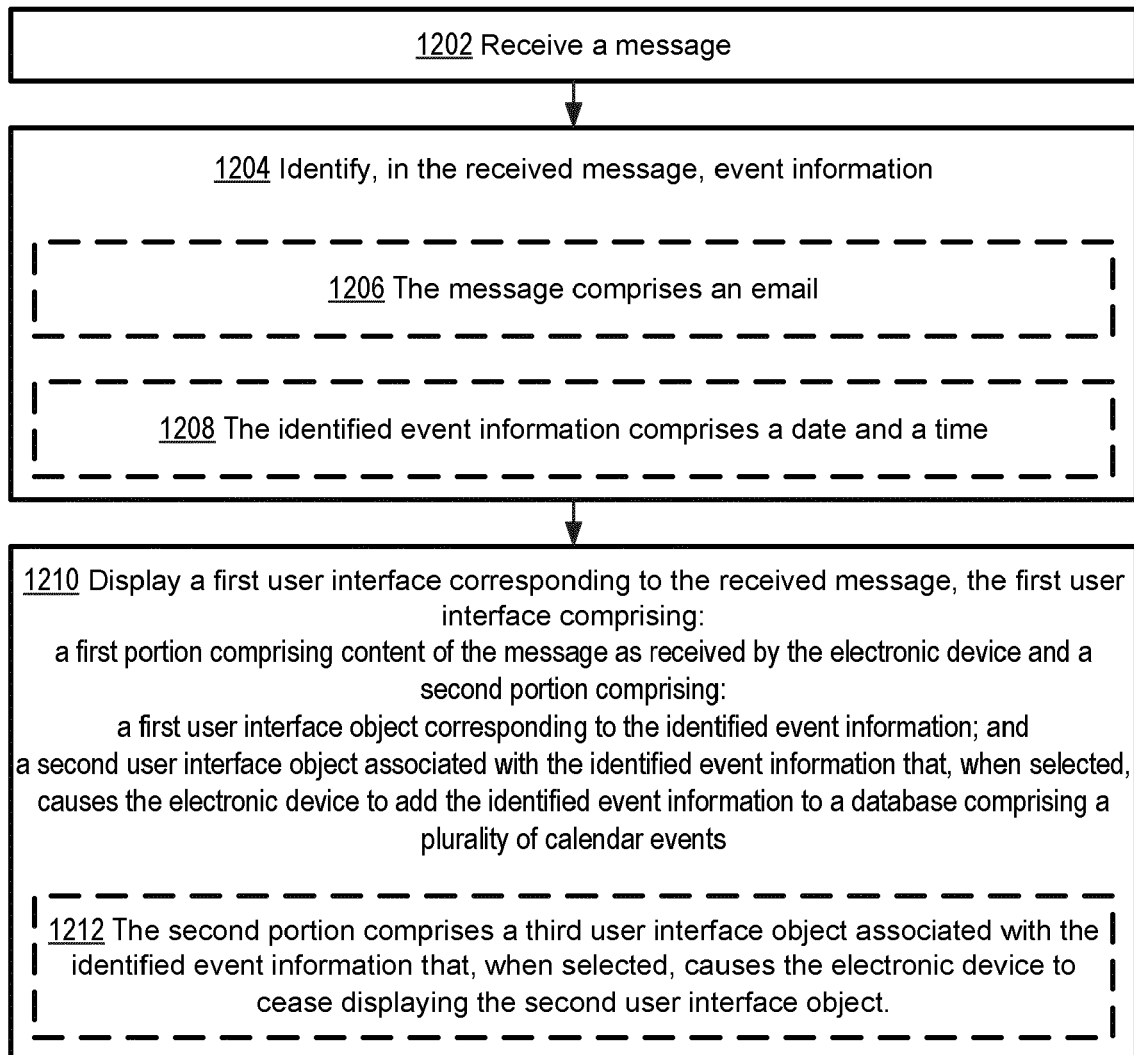 1202 Receive a message
1204 Identify, in the received message, event information
1206 The message comprises an email
1208 The identified event information comprises a date and a time
1210 Display a first user interface corresponding to the received message, the first user
interface comprising:
a first portion comprising content of the message as received by the electronic device and a
second portion comprising:
a first user interface object corresponding to the identified event information; and
a second user interface object associated with the identified event information that, when selected,
causes the electronic device to add the identified event information to a database comprising a
plurality of calendar events
1212 The second portion comprises a third user interface object associated with the
identified event information that, when selected, causes the electronic device to
cease displaying the second user interface object.